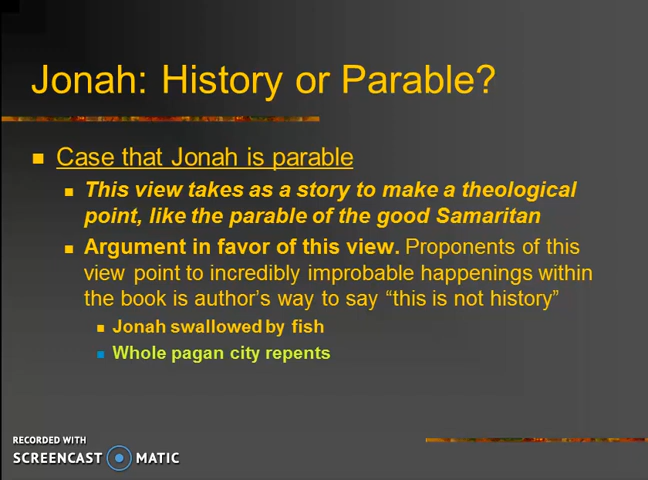 Jonah: History or Parable?
Case that Jonah is parable
This view takes as a story to make a theological
point, like the parable of the good Samaritan
Argument in favor of this view. Proponents of this
view point to incredibly improbable happenings within
the book is author’s way to say “this is not history”
Jonah swallowed by fish
Whole pagan city repents
RECORDED WITH
SCREENCAST MATIC